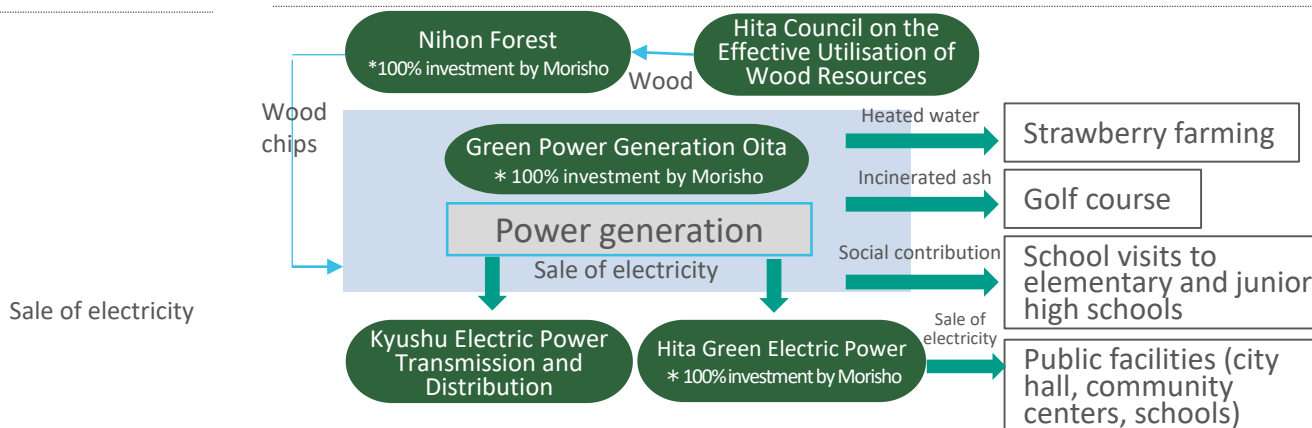 Nihon Forest
*100% investment by Morisho
Hita Council on the
Effective Utilisation of
Wood Resources
Wood
Wood
chips
Heated water
Strawberry farming
Green Power Generation Oita
* 100% investment by Morisho
Incinerated ash
Golf course
Power generation
Sale of electricity
Social contribution
School visits to
elementary and junior
high schools
Sale of electricity
Kyushu Electric Power
Transmission and
Distribution
Hita Green Electric Power
* 100% investment by Morisho
Sale of
electricity
Public facilities (city
hall, community
centers, schools)